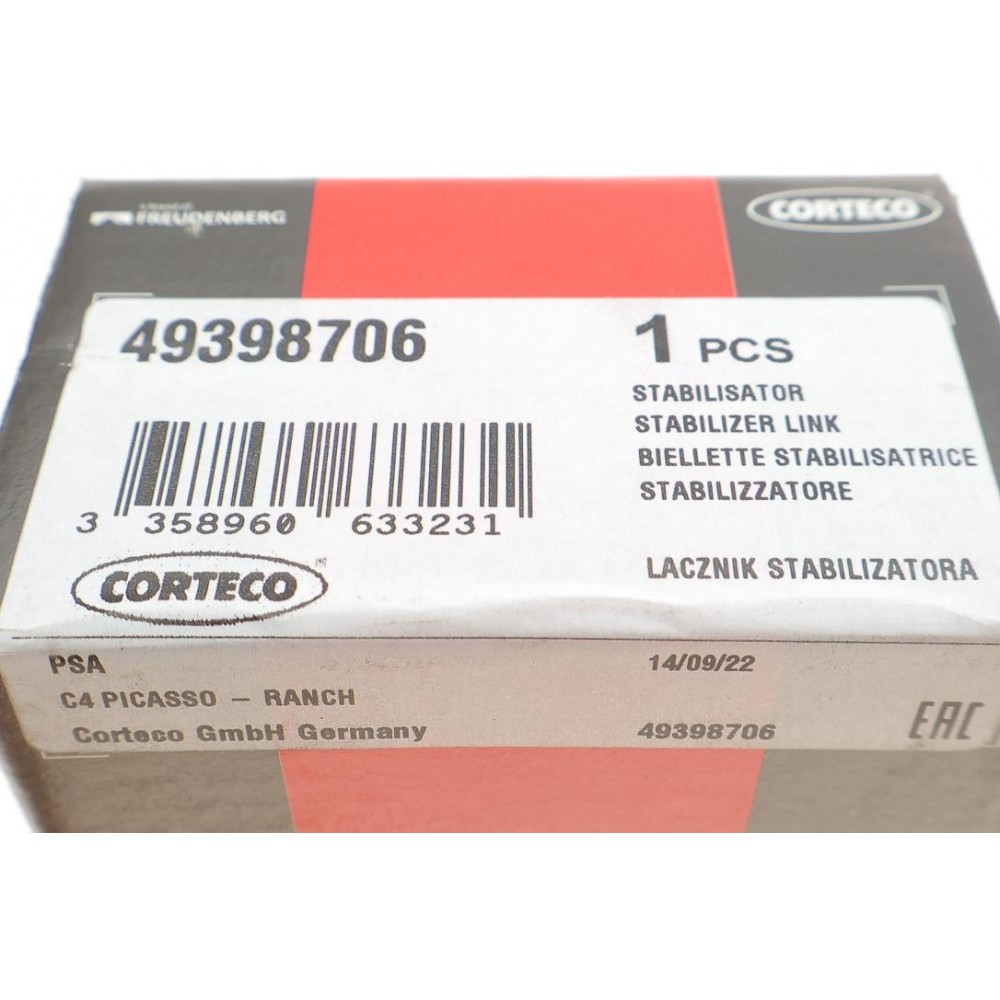 FREUDENBERG
CORTECO
49398706
1 PCS
STABILISATOR
STABILIZER LINK
BIELLETTE STABILISATRICE
STABILIZZATORE
3 358960 633231
LACZNIK STABILIZATORA
CORTECO TM
PSA
14/09/22
C4 PICASSO – RANCH
Corteco GmbH Germany
49398706
EAC